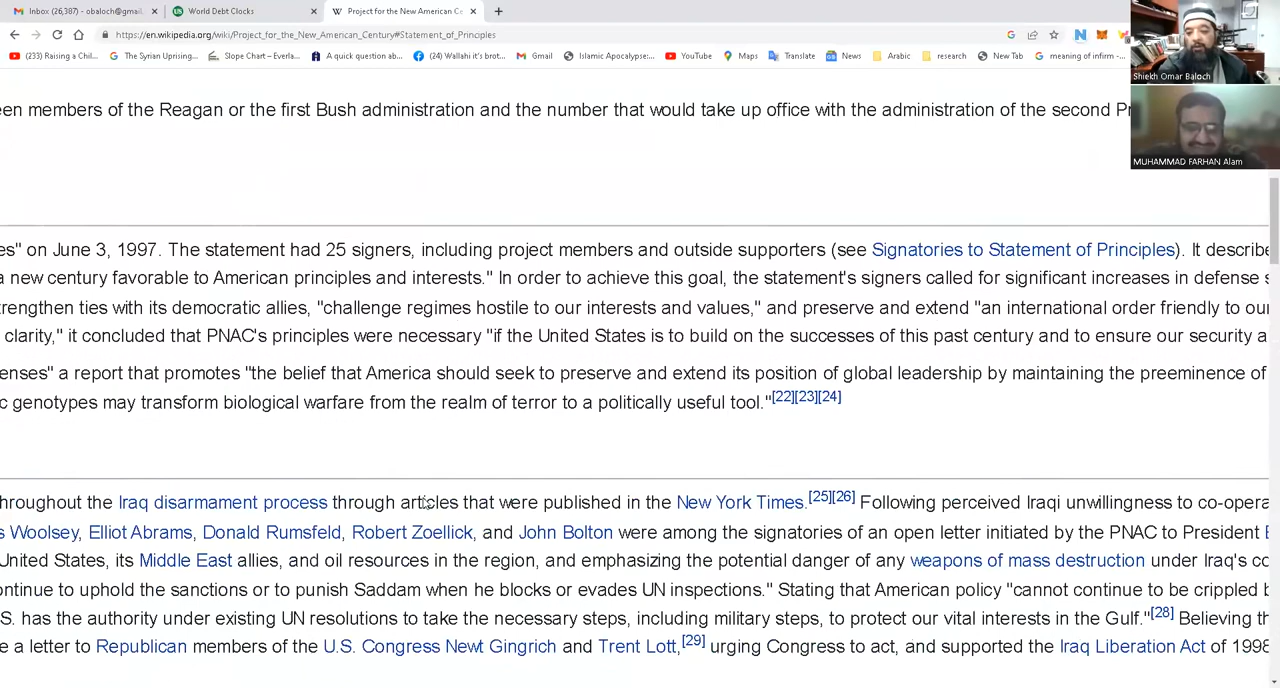 Inbox (26,387) - obaloch@gmail.
World Debt Clocks
Project for the New American Ce
https://en.wikipedia.org/wiki/Project_for_the_New_American_Century#Statement_of_Principles
(233) Raising a Chil...
The Syrian Uprising:...
Slope Chart – Everla...
A quick question ab...
(24) Wallahi it's brot...
Gmail
Islamic Apocalypse:...
YouTube
Maps
Translate
News
Arabic
research
New Tab
meaning of infirm -...
Shiekh Omar Baloch
MUHAMMAD FARHAN Alam
een members of the Reagan or the first Bush administration and the number that would take up office with the administration of the second Pr
es" on June 3, 1997. The statement had 25 signers, including project members and outside supporters (see Signatories to Statement of Principles). It describe
a new century favorable to American principles and interests." In order to achieve this goal, the statement's signers called for significant increases in defense s
trengthen ties with its democratic allies, "challenge regimes hostile to our interests and values," and preserve and extend "an international order friendly to our
clarity," it concluded that PNAC's principles were necessary "if the United States is to build on the successes of this past century and to ensure our security a
enses" a report that promotes "the belief that America should seek to preserve and extend its position of global leadership by maintaining the preeminence of
c genotypes may transform biological warfare from the realm of terror to a politically useful tool."[22][23][24]
hroughout the Iraq disarmament process through articles that were published in the New York Times.[25][26] Following perceived Iraqi unwillingness to co-opera
s Woolsey, Elliot Abrams, Donald Rumsfeld, Robert Zoellick, and John Bolton were among the signatories of an open letter initiated by the PNAC to President B
United States, its Middle East allies, and oil resources in the region, and emphasizing the potential danger of any weapons of mass destruction under Iraq's co
ontinue to uphold the sanctions or to punish Saddam when he blocks or evades UN inspections." Stating that American policy "cannot continue to be crippled b
S. has the authority under existing UN resolutions to take the necessary steps, including military steps, to protect our vital interests in the Gulf."[28] Believing th
e a letter to Republican members of the U.S. Congress Newt Gingrich and Trent Lott,[29] urging Congress to act, and supported the Iraq Liberation Act of 1998